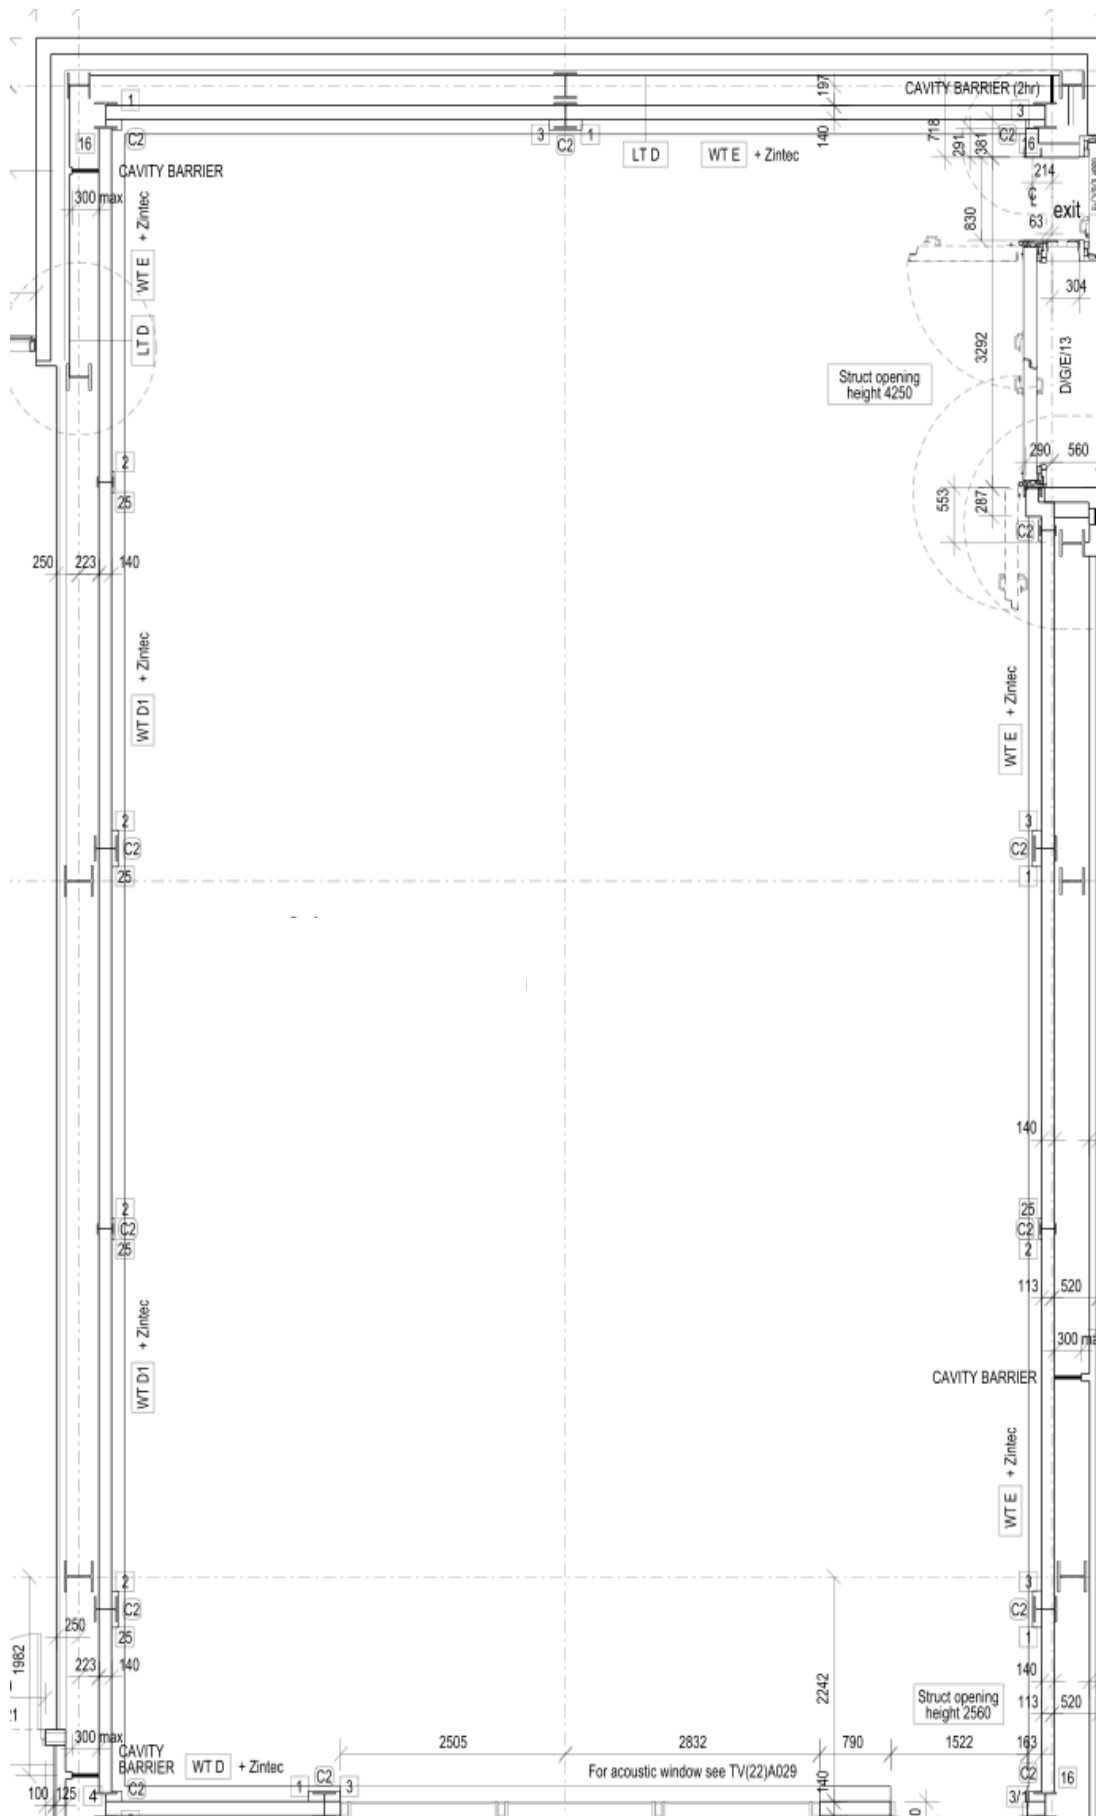 197
CAVITY BARRIER (2hr)
1
3
16
C2
3
1
C2
140
718
291
381
C2
16
LT D
WT E + Zintec
CAVITY BARRIER
214
300 max
830
63
exit
WT E + Zintec
304
LT D
3292
D/G/E/13
Struct opening
height 4250
2
290
560
25
553
287
C2
250
223
140
WT D1 + Zintec
WT E + Zintec
2
3
C2
C2
25
1
140
2
25
C2
C2
25
2
113
520
300 ma
WT D1 + Zintec
CAVITY BARRIER
WT E + Zintec
2
3
C2
C2
25
1
250
1982
223
140
2242
140
Struct opening
height 2560
113
520
300 max
2505
2832
790
1522
163
CAVITY
BARRIER
WT D + Zintec
For acoustic window see TV(22)A029
C2
C2
16
100
125
4
C2
1
3
140
3/1
0